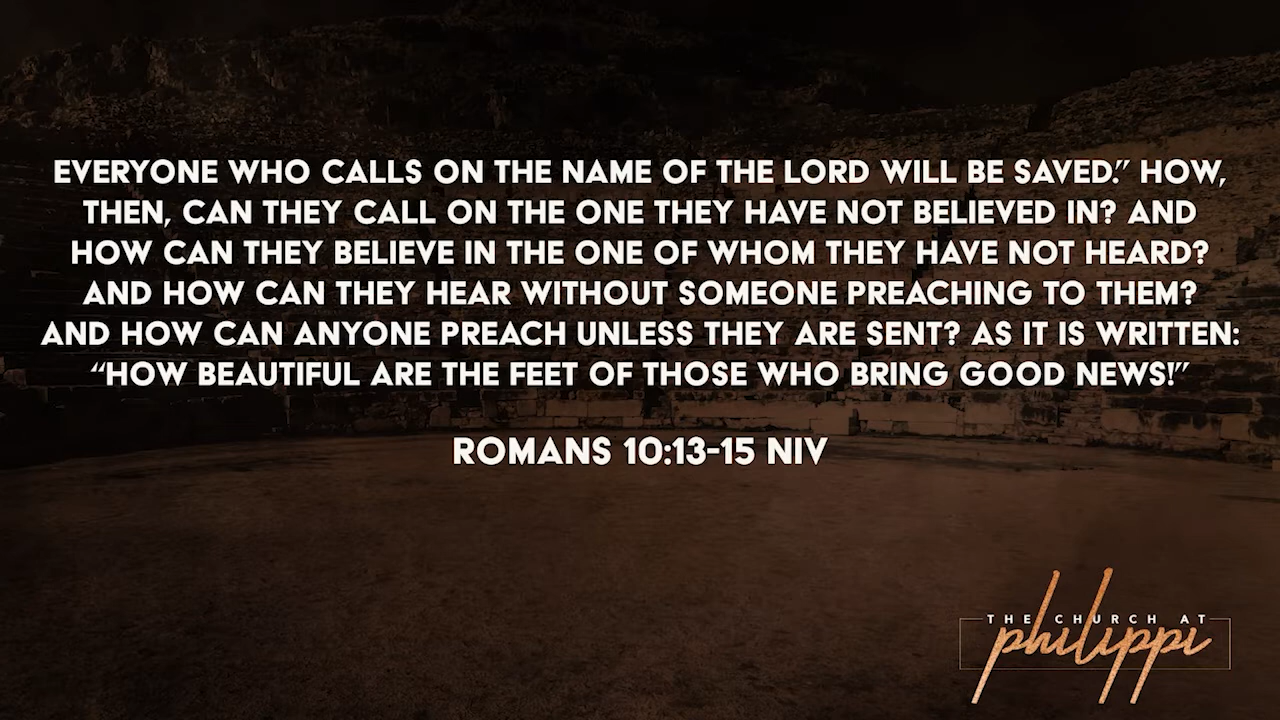 EVERYONE WHO CALLS ON THE NAME OF THE LORD WILL BE SAVED.” HOW,
THEN, CAN THEY CALL ON THE ONE THEY HAVE NOT BELIEVED IN? AND
HOW CAN THEY BELIEVE IN THE ONE OF WHOM THEY HAVE NOT HEARD?
AND HOW CAN THEY HEAR WITHOUT SOMEONE PREACHING TO THEM?
AND HOW CAN ANYONE PREACH UNLESS THEY ARE SENT? AS IT IS WRITTEN:
“HOW BEAUTIFUL ARE THE FEET OF THOSE WHO BRING GOOD NEWS!”
ROMANS 10:13-15 NIV
THE CHURCH AT
philippi